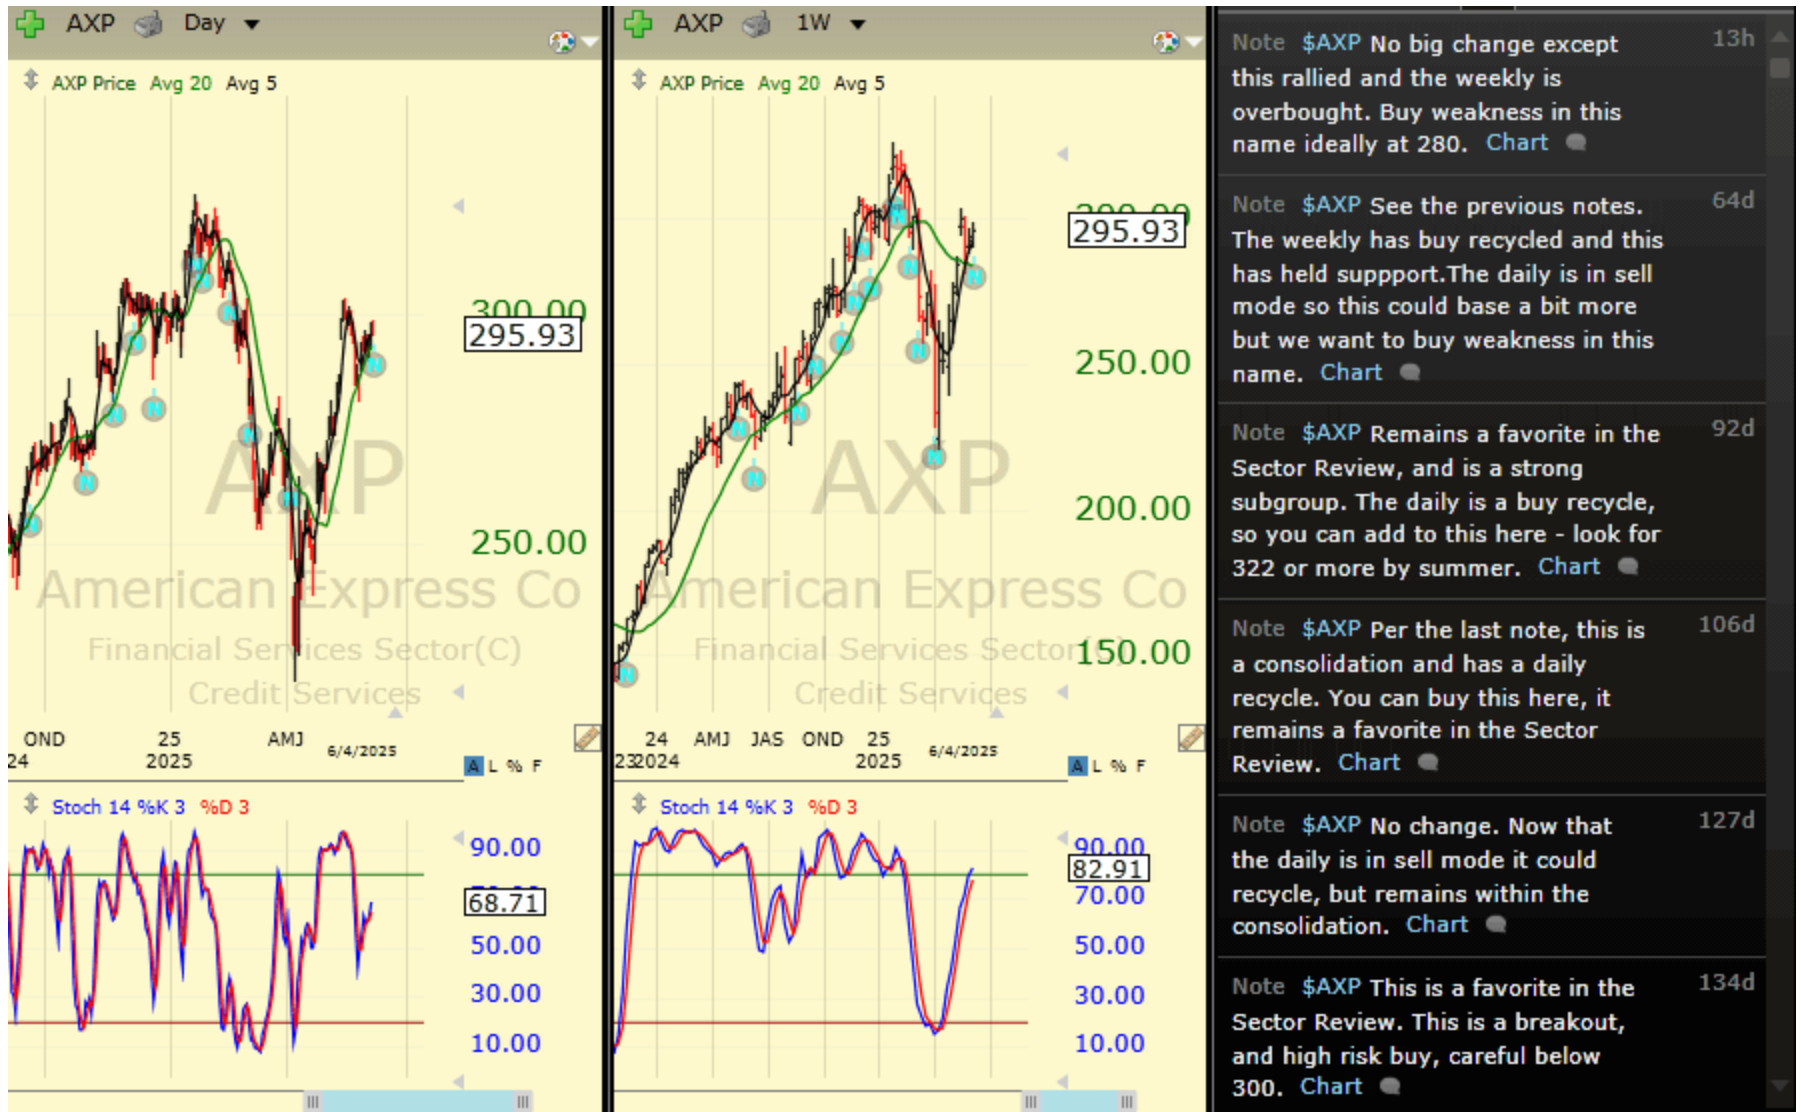 AXP Day
AXP Price Avg 20 Avg 5
300.00
295.93
250.00
AXP
American Express Co
Financial Services Sector(C)
Credit Services
OND 25 AMJ 6/4/2025
24 2025
A L % F
Stoch 14 %K 3 %D 3
90.00
70.00
68.71
50.00
30.00
10.00
AXP 1W
AXP Price Avg 20 Avg 5
300.00
295.93
250.00
200.00
150.00
AXP
American Express Co
Financial Services Sector(C)
Credit Services
24 AMJ JAS OND 25 6/4/2025
23 2024 2025
A L % F
Stoch 14 %K 3 %D 3
90.00
82.91
70.00
50.00
30.00
10.00
Note $AXP No big change except 13h
this rallied and the weekly is
overbought. Buy weakness in this
name ideally at 280. Chart
Note $AXP See the previous notes. 64d
The weekly has buy recycled and this
has held suppport.The daily is in sell
mode so this could base a bit more
but we want to buy weakness in this
name. Chart
Note $AXP Remains a favorite in the 92d
Sector Review, and is a strong
subgroup. The daily is a buy recycle,
so you can add to this here - look for
322 or more by summer. Chart
Note $AXP Per the last note, this is 106d
a consolidation and has a daily
recycle. You can buy this here, it
remains a favorite in the Sector
Review. Chart
Note $AXP No change. Now that 127d
the daily is in sell mode it could
recycle, but remains within the
consolidation. Chart
Note $AXP This is a favorite in the 134d
Sector Review. This is a breakout,
and high risk buy, careful below
300. Chart